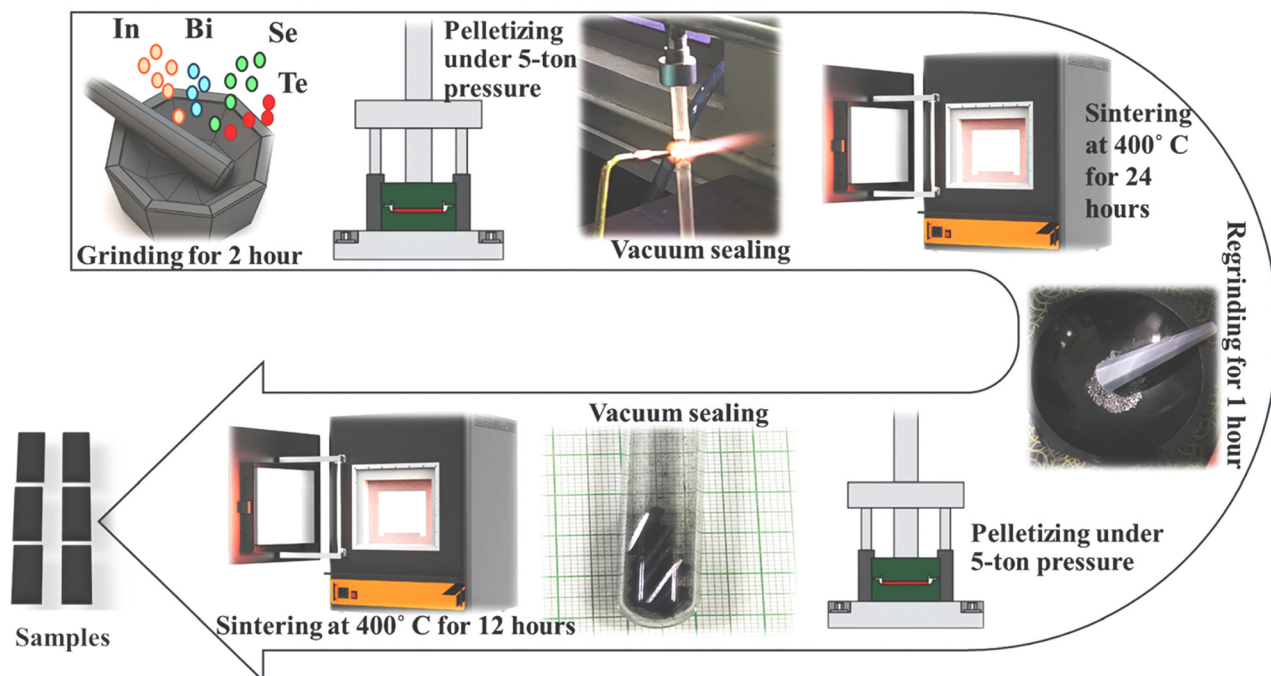 In
Bi
Se
Te
Grinding for 2 hour
Pelletizing
under 5-ton
pressure
Vacuum sealing
Sintering
at 400° C
for 24
hours
Regrinding for 1 hour
Pelletizing under
5-ton pressure
Vacuum sealing
Sintering at 400° C for 12 hours
Samples